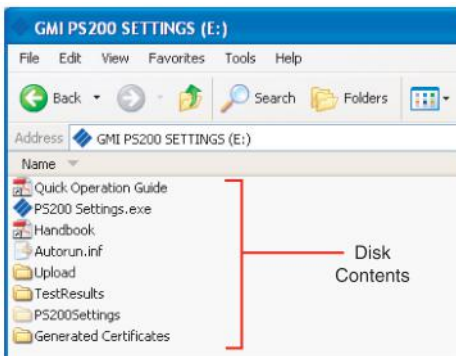 GMI PS200 SETTINGS (E:)
File Edit View Favorites Tools Help
Back Search Folders
Address GMI PS200 SETTINGS (E:)
Name
Quick Operation Guide
PS200 Settings.exe
Handbook
Autorun.inf
Upload
TestResults
PS200Settings
Generated Certificates
Disk
Contents